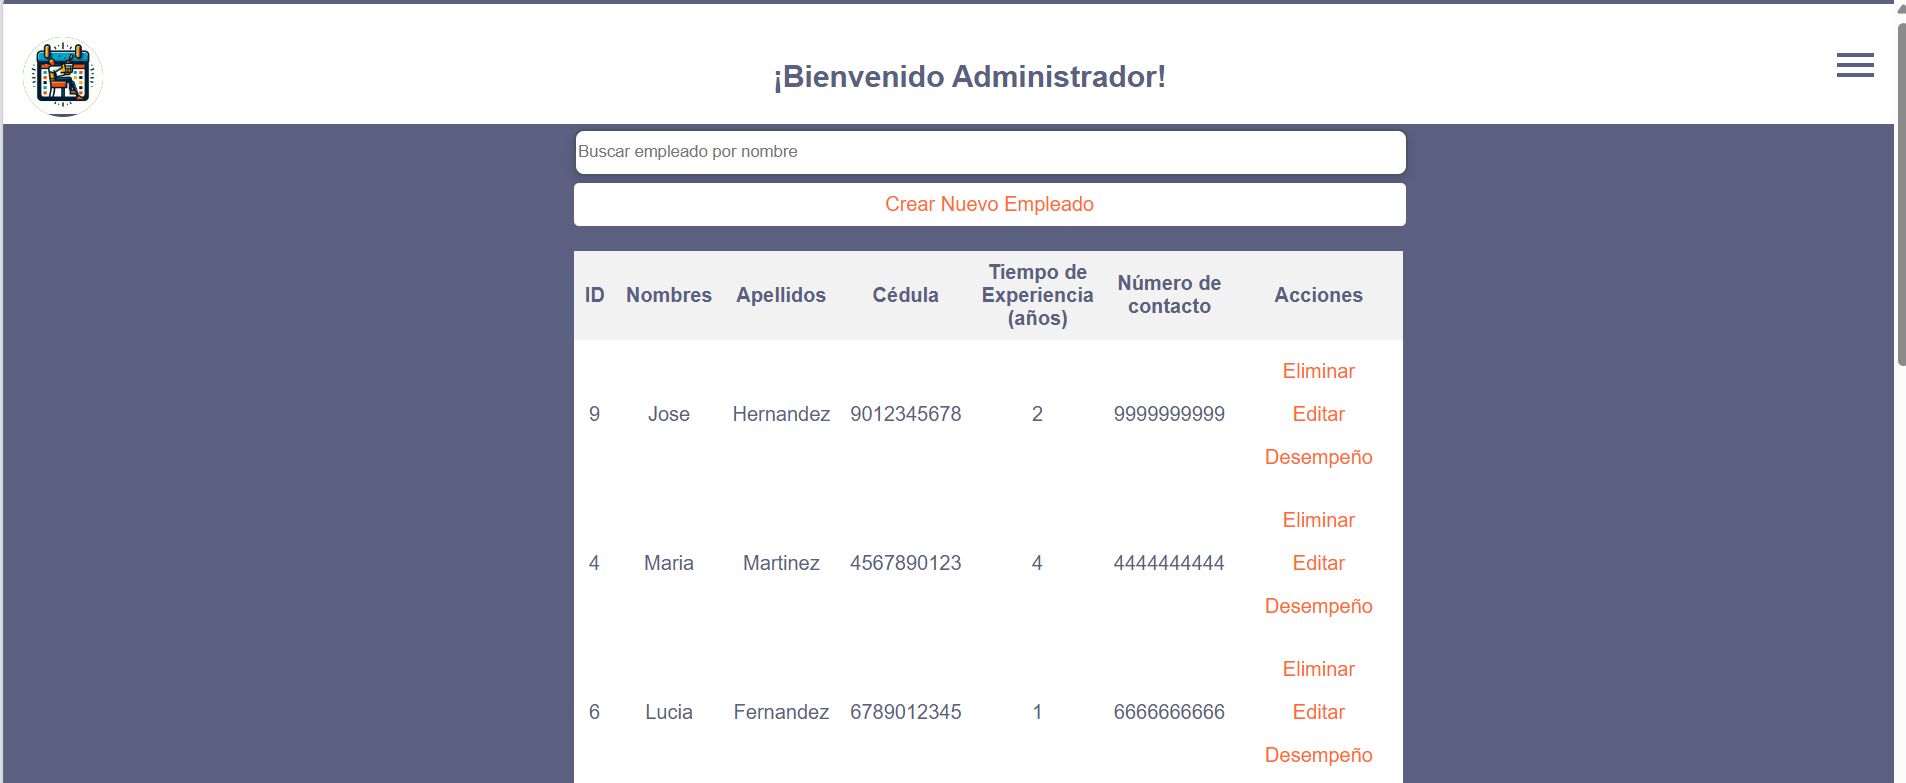 ¡Bienvenido Administrador!
Buscar empleado por nombre
Crear Nuevo Empleado
ID Nombres Apellidos Cédula Tiempo de Experiencia (años) Número de contacto Acciones
9 Jose Hernandez 9012345678 2 9999999999 Eliminar
Editar
Desempeño
4 Maria Martinez 4567890123 4 4444444444 Eliminar
Editar
Desempeño
6 Lucia Fernandez 6789012345 1 6666666666 Eliminar
Editar
Desempeño